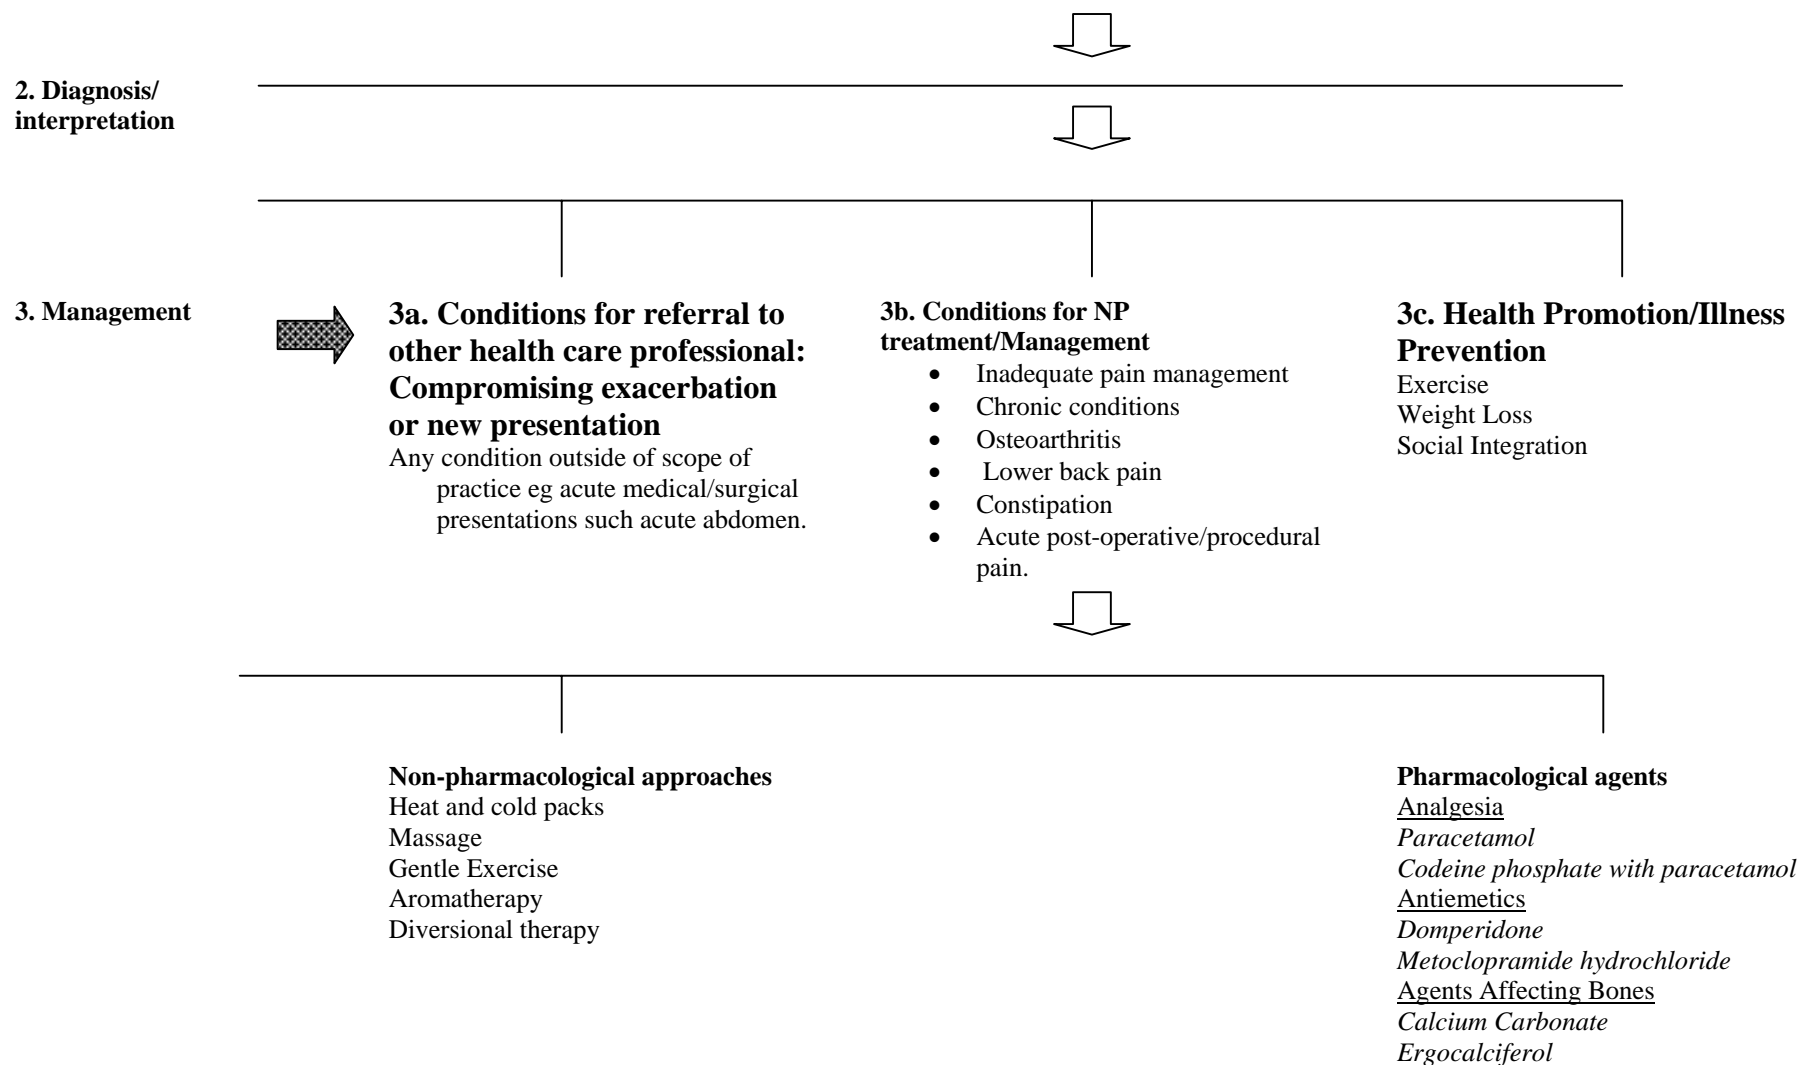 2. Diagnosis/
interpretation
3. Management
3a. Conditions for referral to
other health care professional:
Compromising exacerbation
or new presentation
Any condition outside of scope of
practice eg acute medical/surgical
presentations such acute abdomen.
3b. Conditions for NP
treatment/Management
• Inadequate pain management
• Chronic conditions
• Osteoarthritis
• Lower back pain
• Constipation
• Acute post-operative/procedural
pain.
3c. Health Promotion/Illness
Prevention
Exercise
Weight Loss
Social Integration
Non-pharmacological approaches
Heat and cold packs
Massage
Gentle Exercise
Aromatherapy
Diversional therapy
Pharmacological agents
Analgesia
Paracetamol
Codeine phosphate with paracetamol
Antiemetics
Domperidone
Metoclopramide hydrochloride
Agents Affecting Bones
Calcium Carbonate
Ergocalciferol